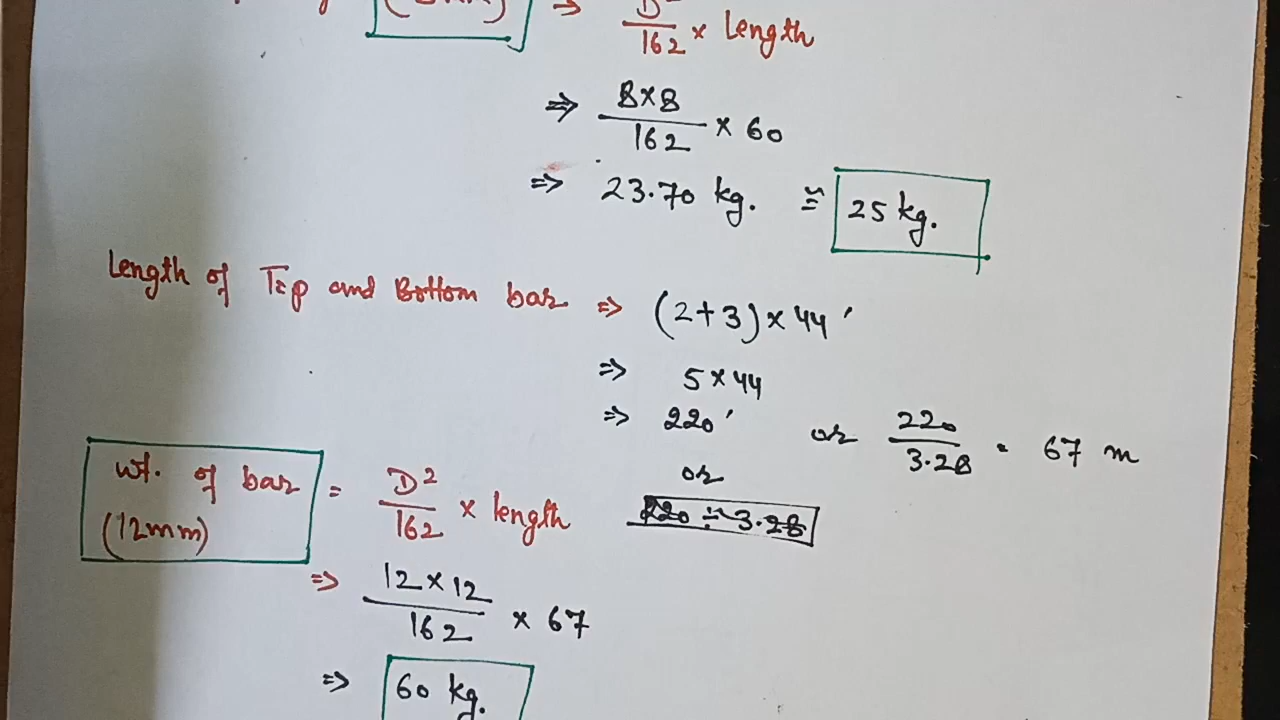 (8mm) ⇒ D²/162 × Length
⇒ 8×8/162 × 60
⇒ 23.70 kg. ≅ 25 kg.
Length of Top and Bottom bar ⇒ (2+3)×44'
⇒ 5×44
⇒ 220' or 220/3.28 = 67 m
or
220 ÷ 3.28
wt. of bar (12mm) = D²/162 × length
⇒ 12×12/162 × 67
⇒ 60 kg.